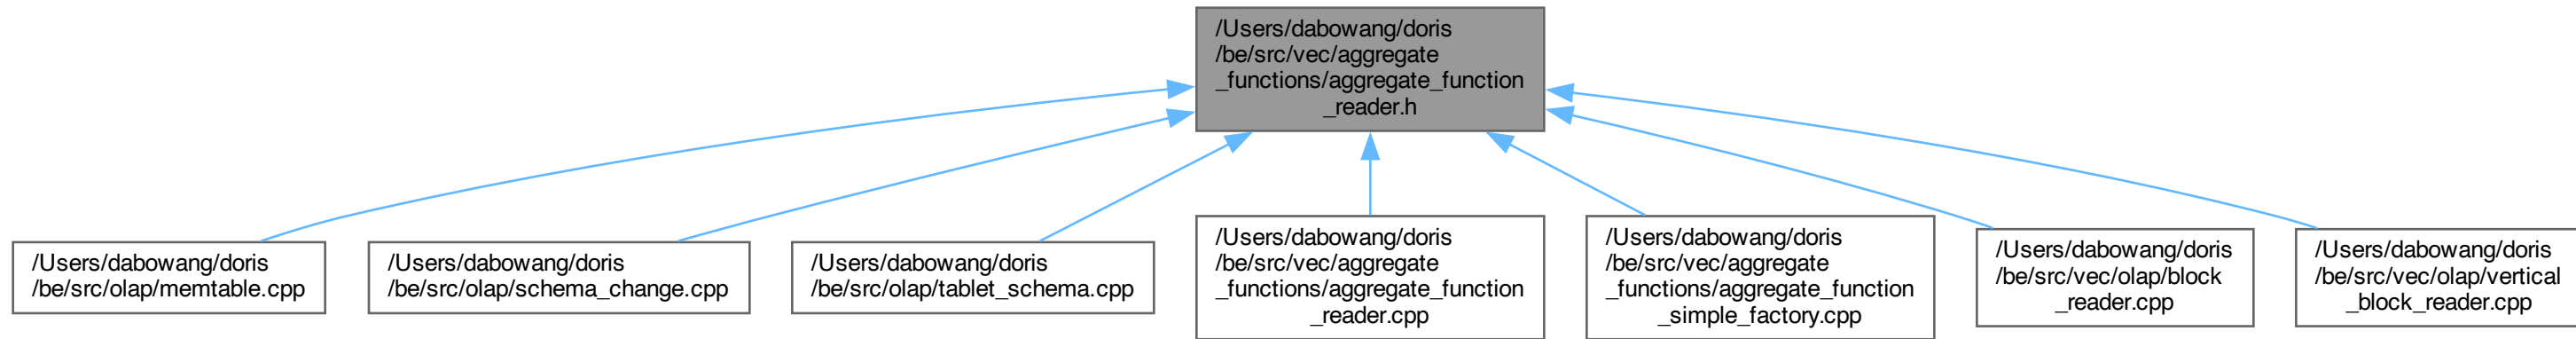 /Users/dabowang/doris
/be/src/vec/aggregate
_functions/aggregate_function
_reader.h
/Users/dabowang/doris
/be/src/olap/memtable.cpp
/Users/dabowang/doris
/be/src/olap/schema_change.cpp
/Users/dabowang/doris
/be/src/olap/tablet_schema.cpp
/Users/dabowang/doris
/be/src/vec/aggregate
_functions/aggregate_function
_reader.cpp
/Users/dabowang/doris
/be/src/vec/aggregate
_functions/aggregate_function
_simple_factory.cpp
/Users/dabowang/doris
/be/src/vec/olap/block
_reader.cpp
/Users/dabowang/doris
/be/src/vec/olap/vertical
_block_reader.cpp